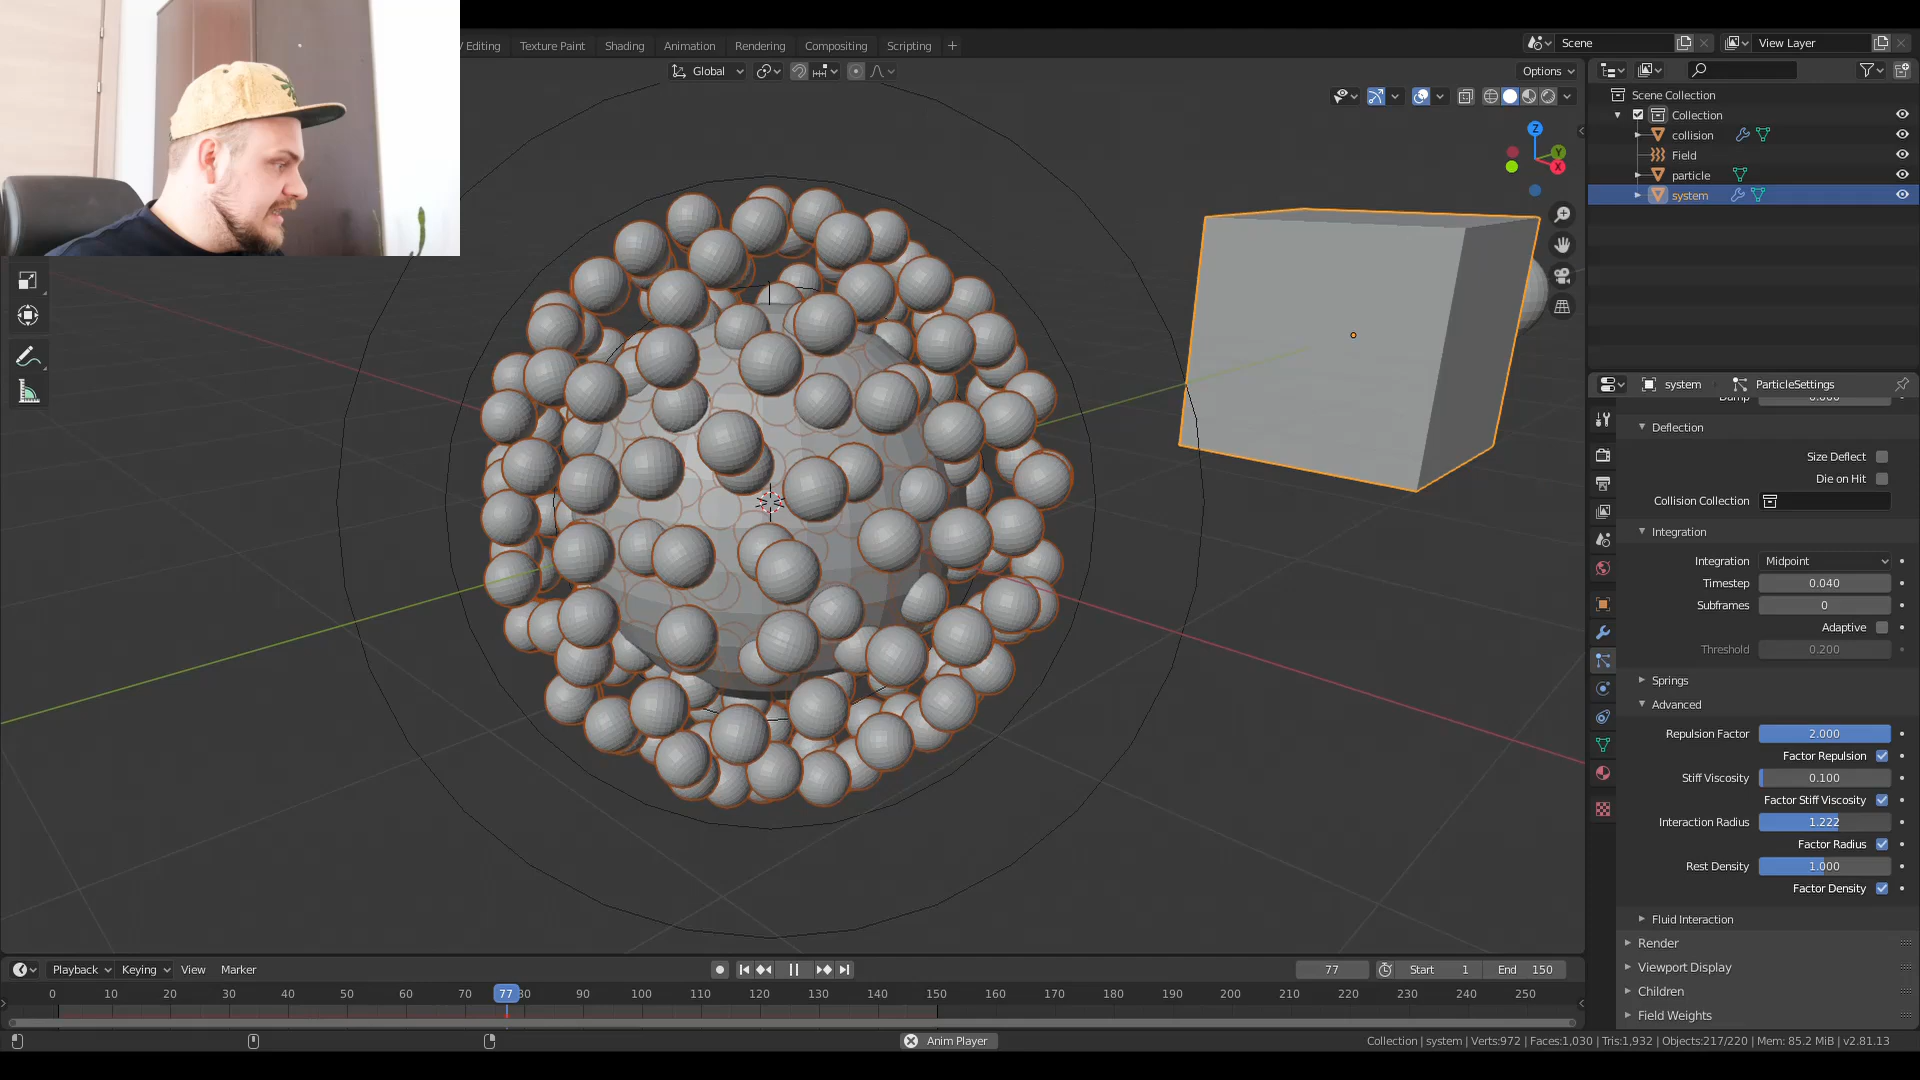 Editing Texture Paint Shading Animation Rendering Compositing Scripting +
Scene View Layer
Global Options
Scene Collection
Collection
collision
Field
particle
system
Z
Y
X
system ParticleSettings
Damp 0.000
Deflection
Size Deflect
Die on Hit
Collision Collection
Integration
Integration Midpoint
Timestep 0.040
Subframes 0
Adaptive
Threshold 0.200
Springs
Advanced
Repulsion Factor 2.000
Factor Repulsion
Stiff Viscosity 0.100
Factor Stiff Viscosity
Interaction Radius 1.222
Factor Radius
Rest Density 1.000
Factor Density
Fluid Interaction
Render
Viewport Display
Children
Field Weights
Playback Keying View Marker 77 Start 1 End 150
0 10 20 30 40 50 60 70 77 80 90 100 110 120 130 140 150 160 170 180 190 200 210 220 230 240 250
Anim Player
Collection | system | Verts:972 | Faces:1,030 | Tris:1,932 | Objects:217/220 | Mem: 85.2 MiB | v2.81.13